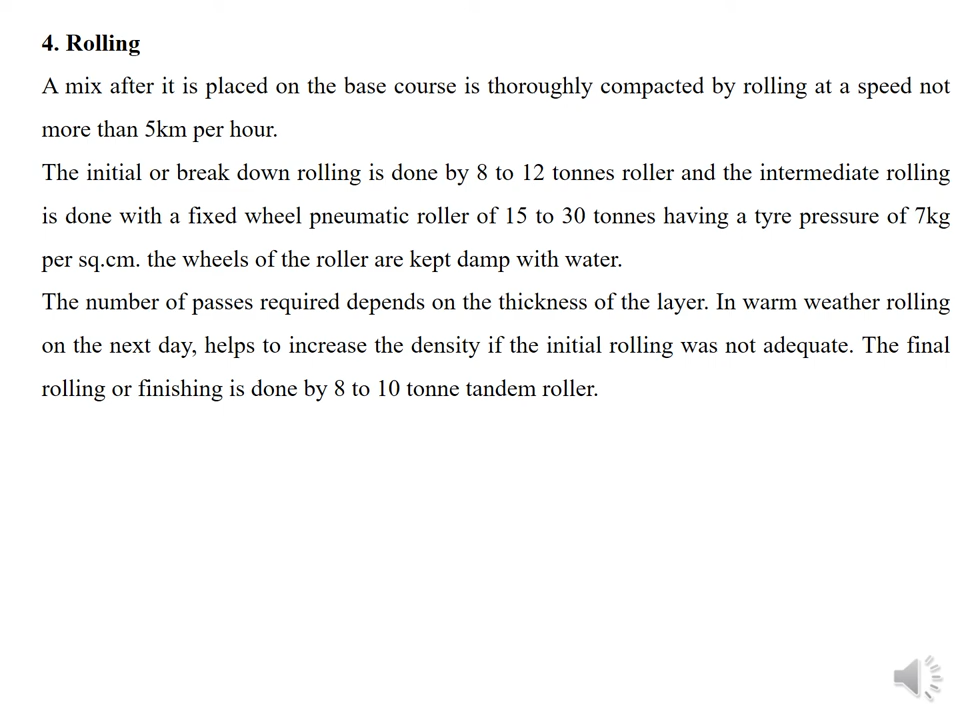 4. Rolling
A mix after it is placed on the base course is thoroughly compacted by rolling at a speed not
more than 5km per hour.
The initial or break down rolling is done by 8 to 12 tonnes roller and the intermediate rolling
is done with a fixed wheel pneumatic roller of 15 to 30 tonnes having a tyre pressure of 7kg
per sq.cm. the wheels of the roller are kept damp with water.
The number of passes required depends on the thickness of the layer. In warm weather rolling
on the next day, helps to increase the density if the initial rolling was not adequate. The final
rolling or finishing is done by 8 to 10 tonne tandem roller.